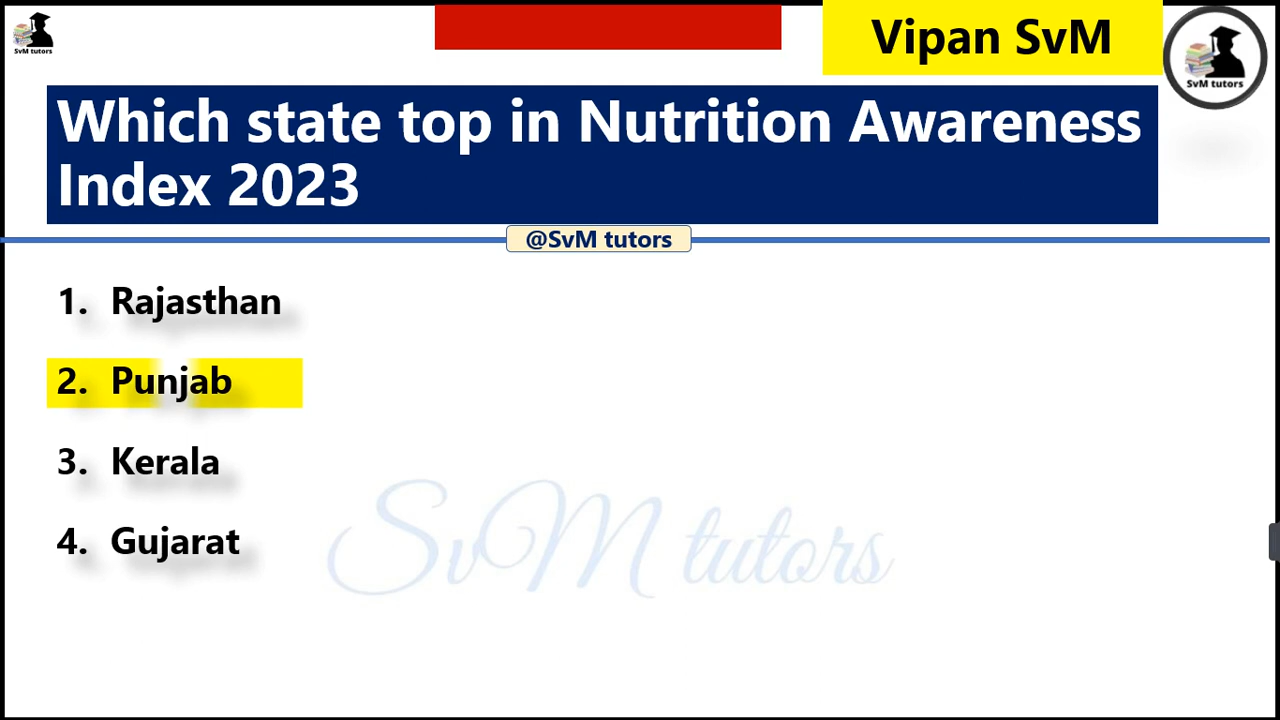 SvM tutors
Vipan SvM
SvM tutors
Which state top in Nutrition Awareness
Index 2023
@SvM tutors
1. Rajasthan
2. Punjab
3. Kerala
4. Gujarat
SvM tutors